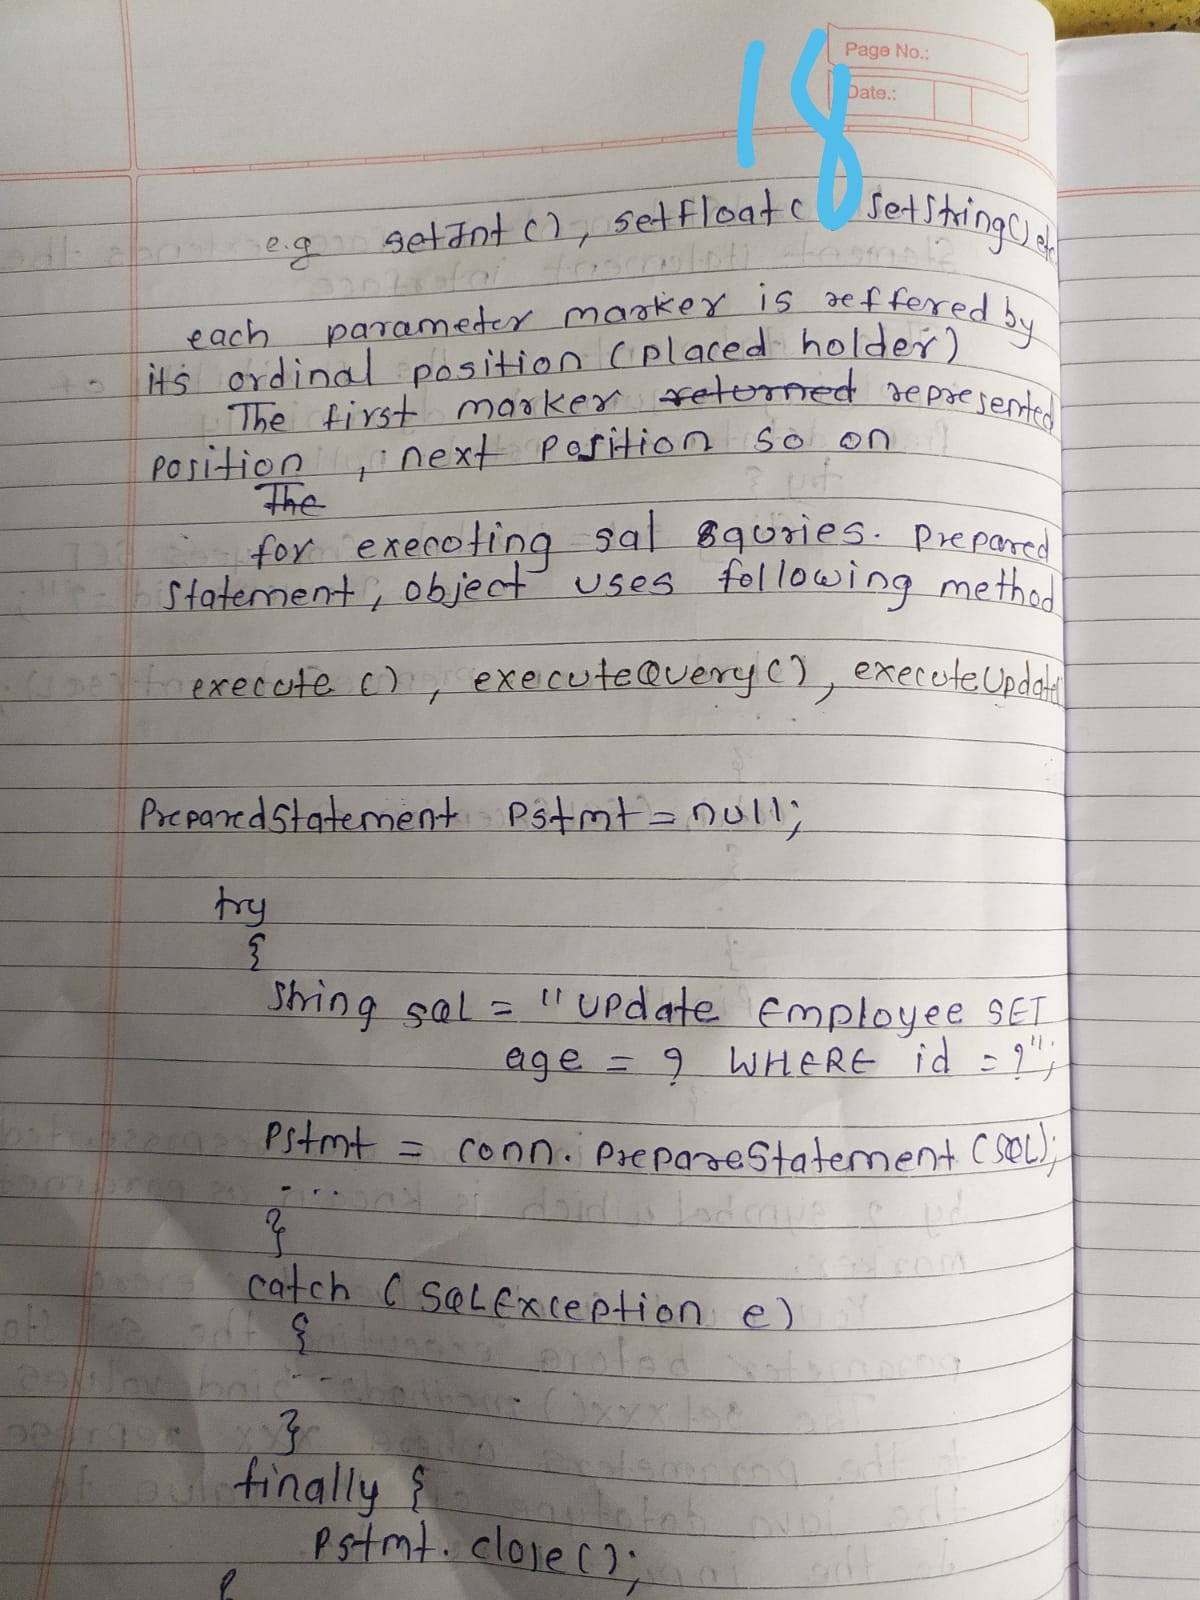 18
Page No.:
Date.:
e.g setInt (), setFloat ( setString() etc
each parameter marker is reffered by
its ordinal position (placed holder)
The first marker returned represented
position , next position so on
The
for executing sql squries. Prepared
Statement, object uses following method
execute (), executeQuery(), executeUpdate(
PreparedStatement Pstmt = null;
try
{
String sql = "UPdate Employee SET
age = ? WHERE id = ?";
Pstmt = conn. PrepareStatement (SQL);
....
}
catch ( SQLException e)
{
...
}
finally {
Pstmt. close();
}